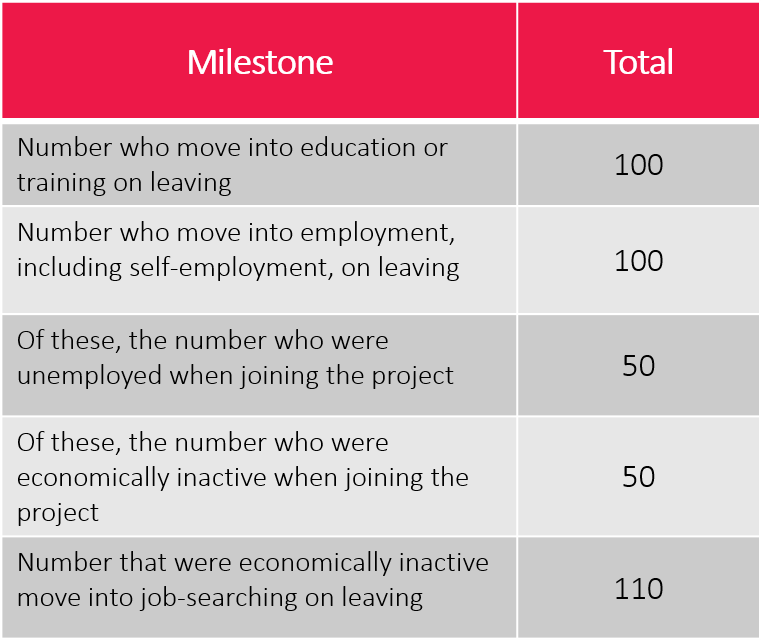 Milestone
Total
Number who move into education or
training on leaving
100
Number who move into employment,
including self-employment, on leaving
100
Of these, the number who were
unemployed when joining the project
50
Of these, the number who were
economically inactive when joining the
project
50
Number that were economically inactive
move into job-searching on leaving
110